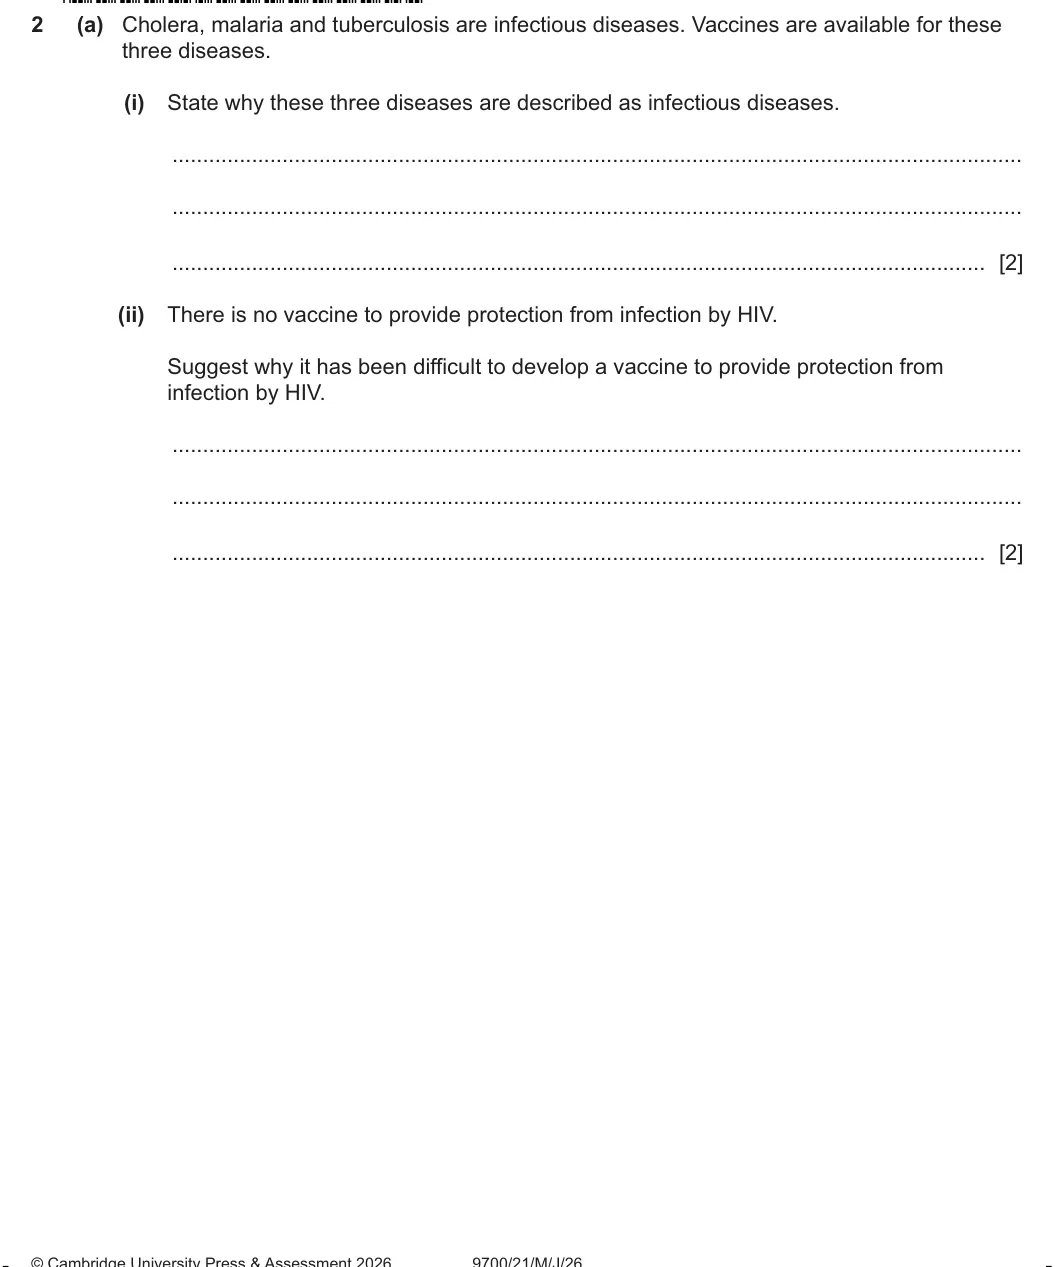 2 (a) Cholera, malaria and tuberculosis are infectious diseases. Vaccines are available for these
three diseases.
(i) State why these three diseases are described as infectious diseases.
...................................................................................................................................
...................................................................................................................................
............................................................................................................................. [2]
(ii) There is no vaccine to provide protection from infection by HIV.
Suggest why it has been difficult to develop a vaccine to provide protection from
infection by HIV.
...................................................................................................................................
...................................................................................................................................
............................................................................................................................. [2]
© Cambridge University Press & Assessment 2026 9700/21/M/J/26